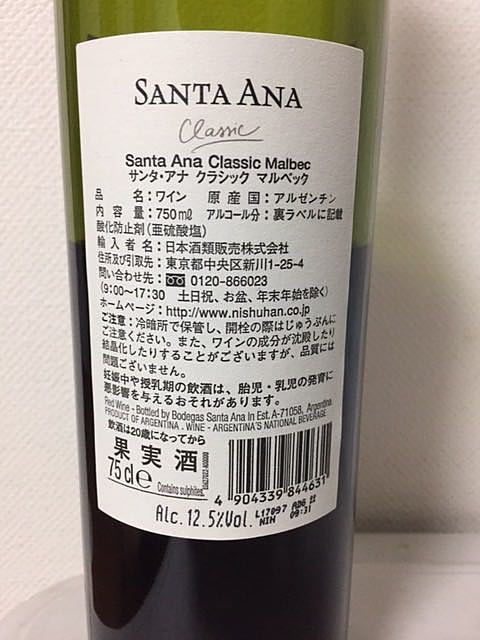 SANTA ANA
Classic
Santa Ana Classic Malbec
サンタ・アナ クラシック マルベック
品 名:ワイン 原 産 国:アルゼンチン
内 容 量:750mℓ アルコール分:裏ラベルに記載
酸化防止剤(亜硫酸塩)
輸 入 者 名:日本酒類販売株式会社
住所及び引取先:東京都中央区新川1-25-4
問い合わせ先:0120-866023
(9:00~17:30 土日祝、お盆、年末年始を除く)
ホームページ:http://www.nishuhan.co.jp
ご注意:冷暗所で保管し、開栓の際はじゅうぶんに
ご注意ください。また、ワインの成分が沈殿したり
結晶化したりすることがございますが、品質には
問題ございません。
妊娠中や授乳期の飲酒は、胎児・乳児の発育に
悪影響を与えるおそれがあります。
Red Wine - Bottled by Bodegas Santa Ana In Est. A-71058, Argentina.
PRODUCT OF ARGENTINA . WINE - ARGENTINA'S NATIONAL BEVERAGE
飲酒は20歳になってから
果実酒
75 cl e
Contains sulphites.
4 904339 844631
Alc.12.5%Vol.
L17097
NIH 09:31